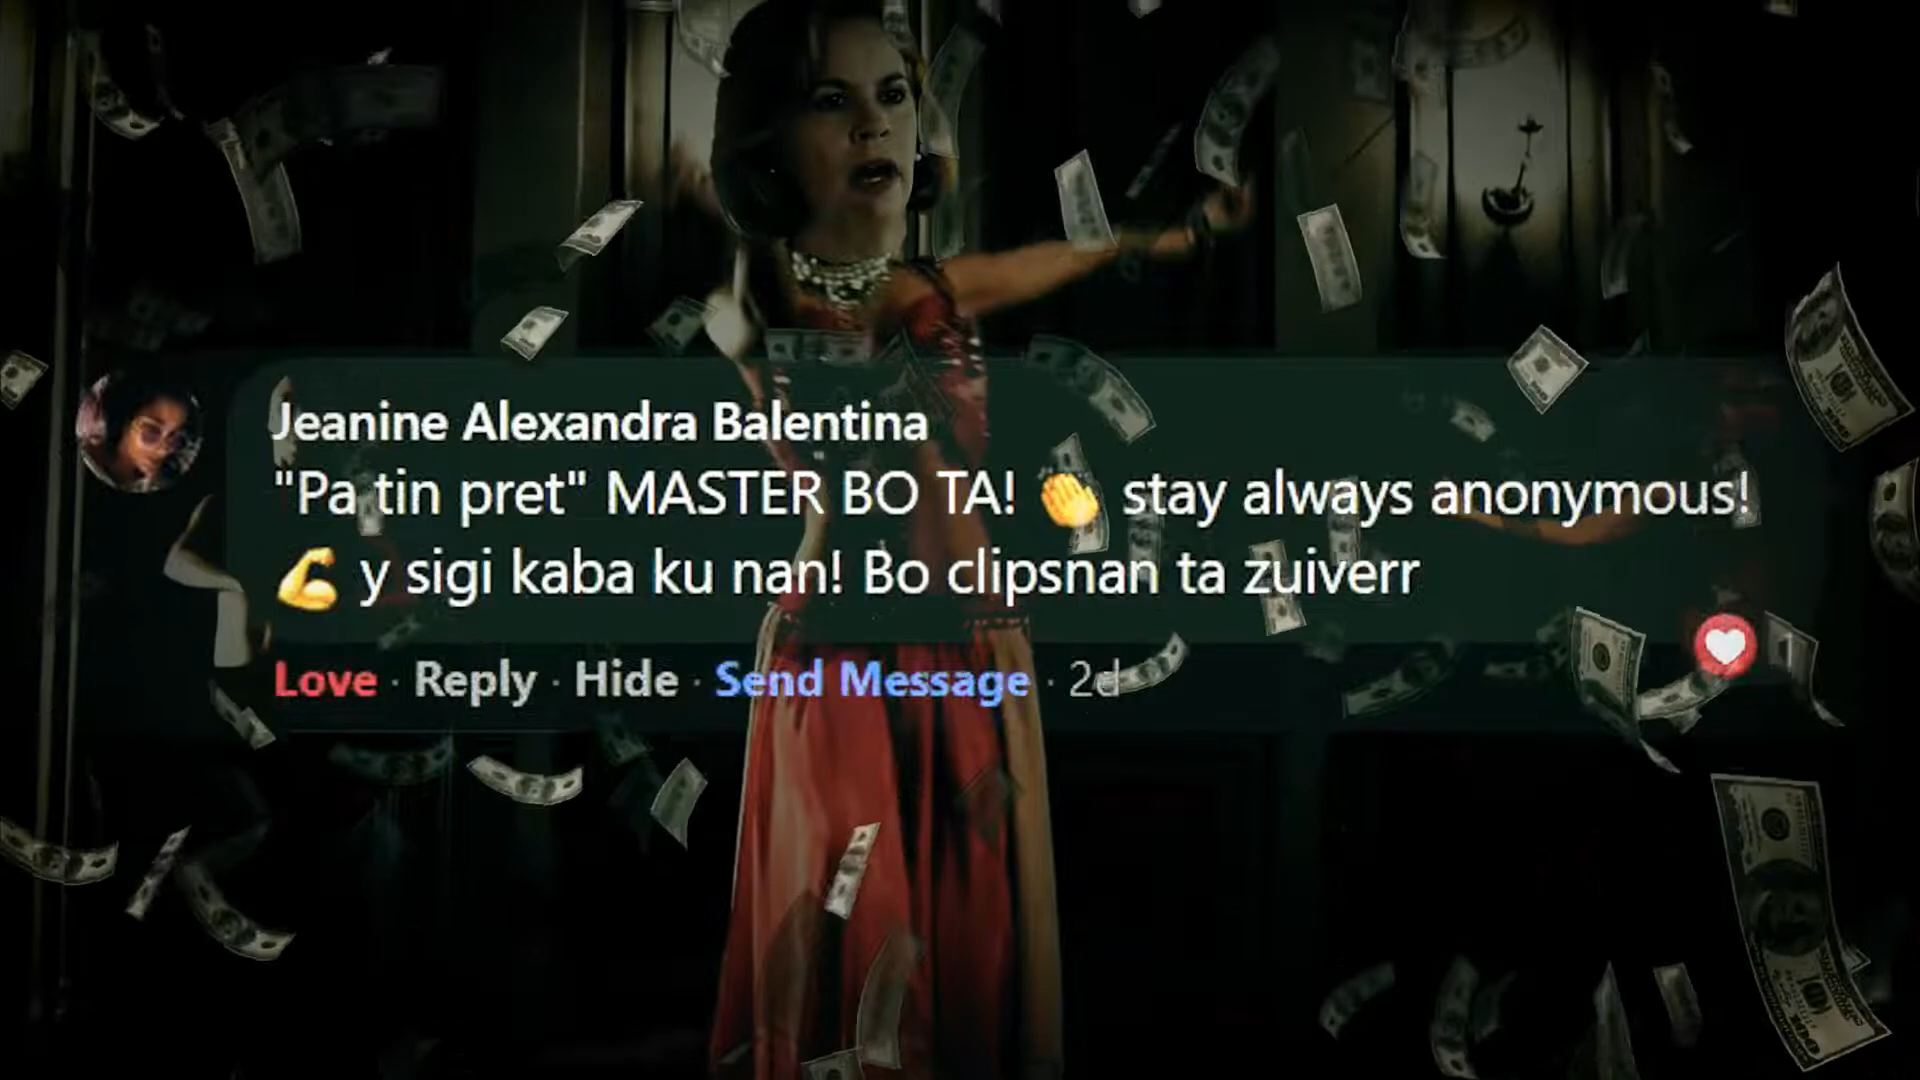 Jeanine Alexandra Balentina
"Pa tin pret" MASTER BO TA! 👏 stay always anonymous!
💪 y sigi kaba ku nan! Bo clipsnan ta zuiverr
Love · Reply · Hide · Send Message · 2d
1